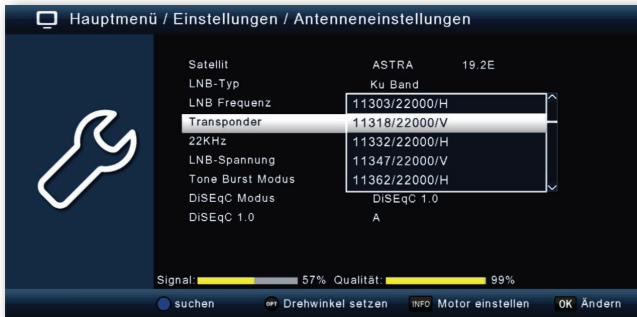 Hauptmenü / Einstellungen / Antenneneinstellungen
Satellit ASTRA 19.2E
LNB-Typ Ku Band
LNB Frequenz 11303/22000/H
Transponder 11318/22000/V
22KHz 11332/22000/H
LNB-Spannung 11347/22000/V
Tone Burst Modus 11362/22000/H
DiSEqC Modus DiSEqC 1.0
DiSEqC 1.0 A
Signal: 57% Qualität: 99%
suchen OPT Drehwinkel setzen INFO Motor einstellen OK Ändern